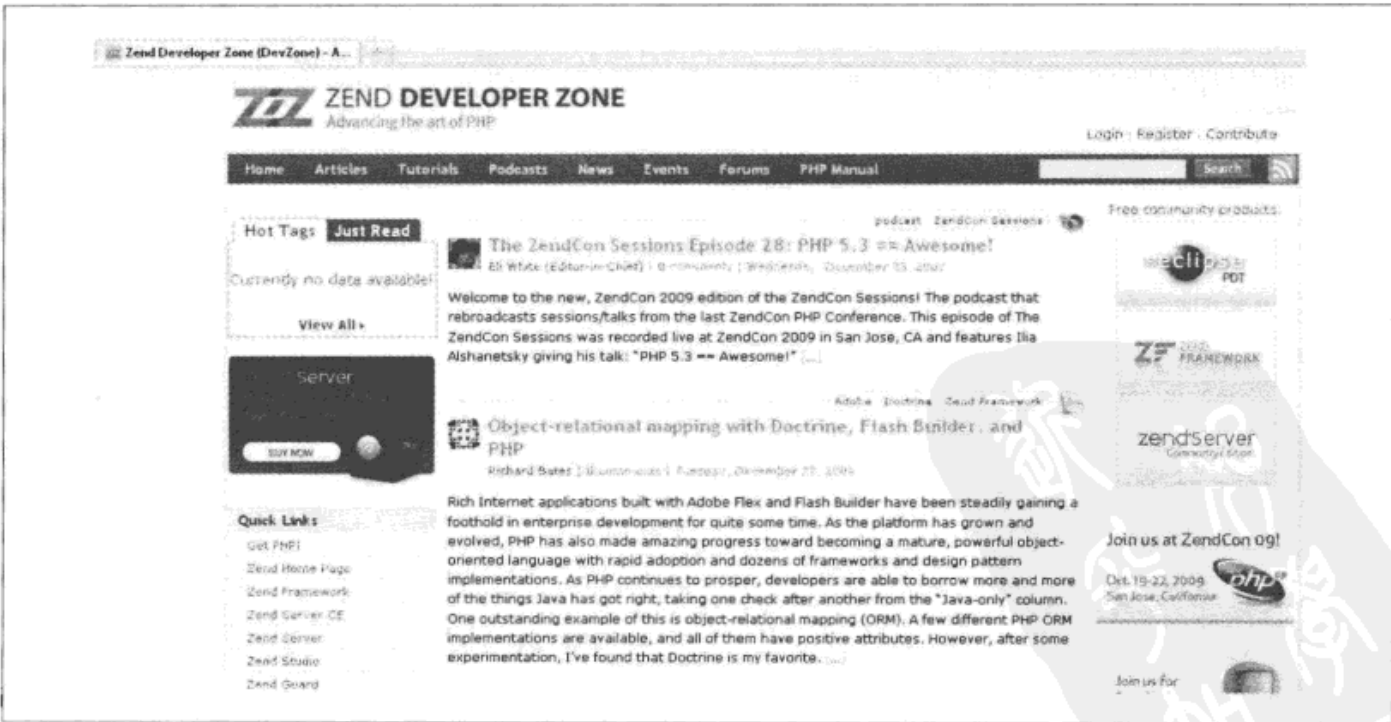 Zend Developer Zone (DevZone) - A...
ZEND DEVELOPER ZONE
Advancing the art of PHP
Login Register Contribute
Home Articles Tutorials Podcasts News Events Forums PHP Manual Search
Hot Tags Just Read
Currently no data available!
View All
Server
BUY NOW
Quick Links
Get PHP!
Zend Home Page
Zend Framework
Zend Server CE
Zend Server
Zend Studio
Zend Guard
podcast ZendCon Sessions
The ZendCon Sessions Episode 28: PHP 5.3 == Awesome!
Eli White (Editor-in-Chief)
Welcome to the new, ZendCon 2009 edition of the ZendCon Sessions! The podcast that
rebroadcasts sessions/talks from the last ZendCon PHP Conference. This episode of The
ZendCon Sessions was recorded live at ZendCon 2009 in San Jose, CA and features Ilia
Alshanetsky giving his talk: "PHP 5.3 == Awesome!" [...]
Adobe Doctrine Zend Framework
Object-relational mapping with Doctrine, Flash Builder, and
PHP
Richard Bates
Rich Internet applications built with Adobe Flex and Flash Builder have been steadily gaining a
foothold in enterprise development for quite some time. As the platform has grown and
evolved, PHP has also made amazing progress toward becoming a mature, powerful object-
oriented language with rapid adoption and dozens of frameworks and design pattern
implementations. As PHP continues to prosper, developers are able to borrow more and more
of the things Java has got right, taking one check after another from the "Java-only" column.
One outstanding example of this is object-relational mapping (ORM). A few different PHP ORM
implementations are available, and all of them have positive attributes. However, after some
experimentation, I've found that Doctrine is my favorite. [...]
Free community products:
eclipse
PDT
ZF FRAMEWORK
zendServer
Community Edition
Join us at ZendCon 09!
Oct. 19-22, 2009
San Jose, California
php
Join us for